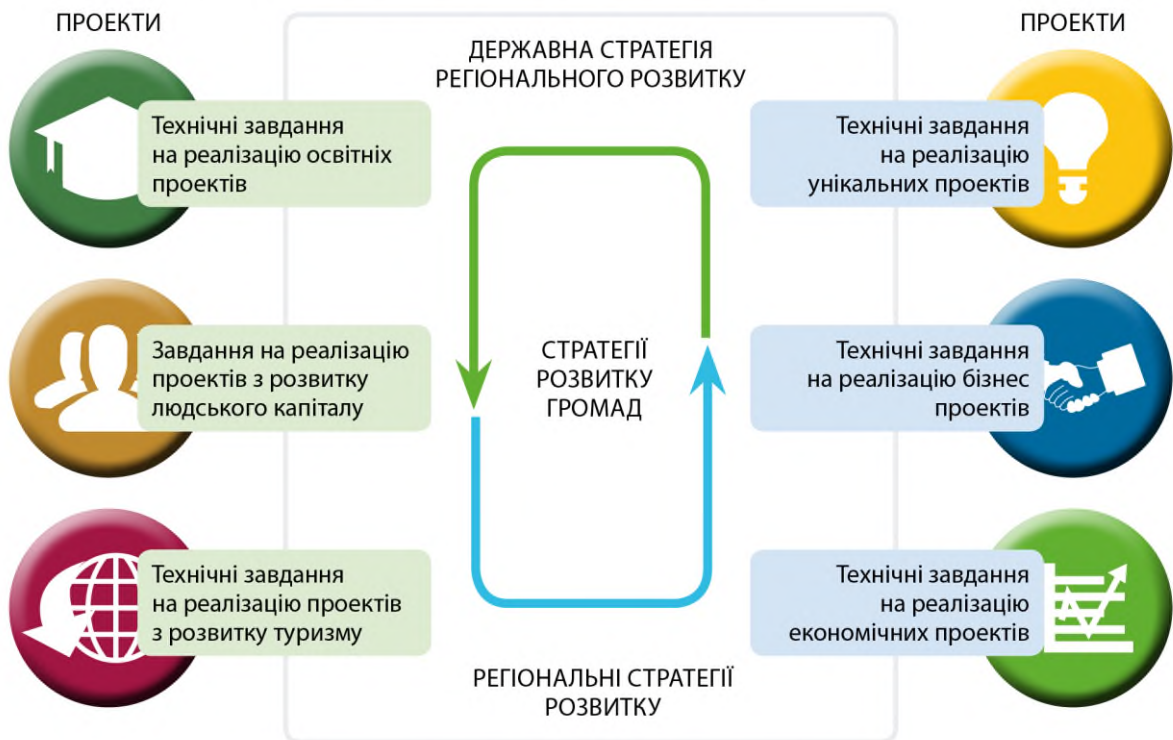 ПРОЕКТИ
ПРОЕКТИ
ДЕРЖАВНА СТРАТЕГІЯ
РЕГІОНАЛЬНОГО РОЗВИТКУ
Технічні завдання
на реалізацію освітніх
проектів
Технічні завдання
на реалізацію
унікальних проектів
Завдання на реалізацію
проектів з розвитку
людського капіталу
СТРАТЕГІЇ
РОЗВИТКУ
ГРОМАД
Технічні завдання
на реалізацію бізнес
проектів
Технічні завдання
на реалізацію проектів
з розвитку туризму
Технічні завдання
на реалізацію
економічних проектів
РЕГІОНАЛЬНІ СТРАТЕГІЇ
РОЗВИТКУ